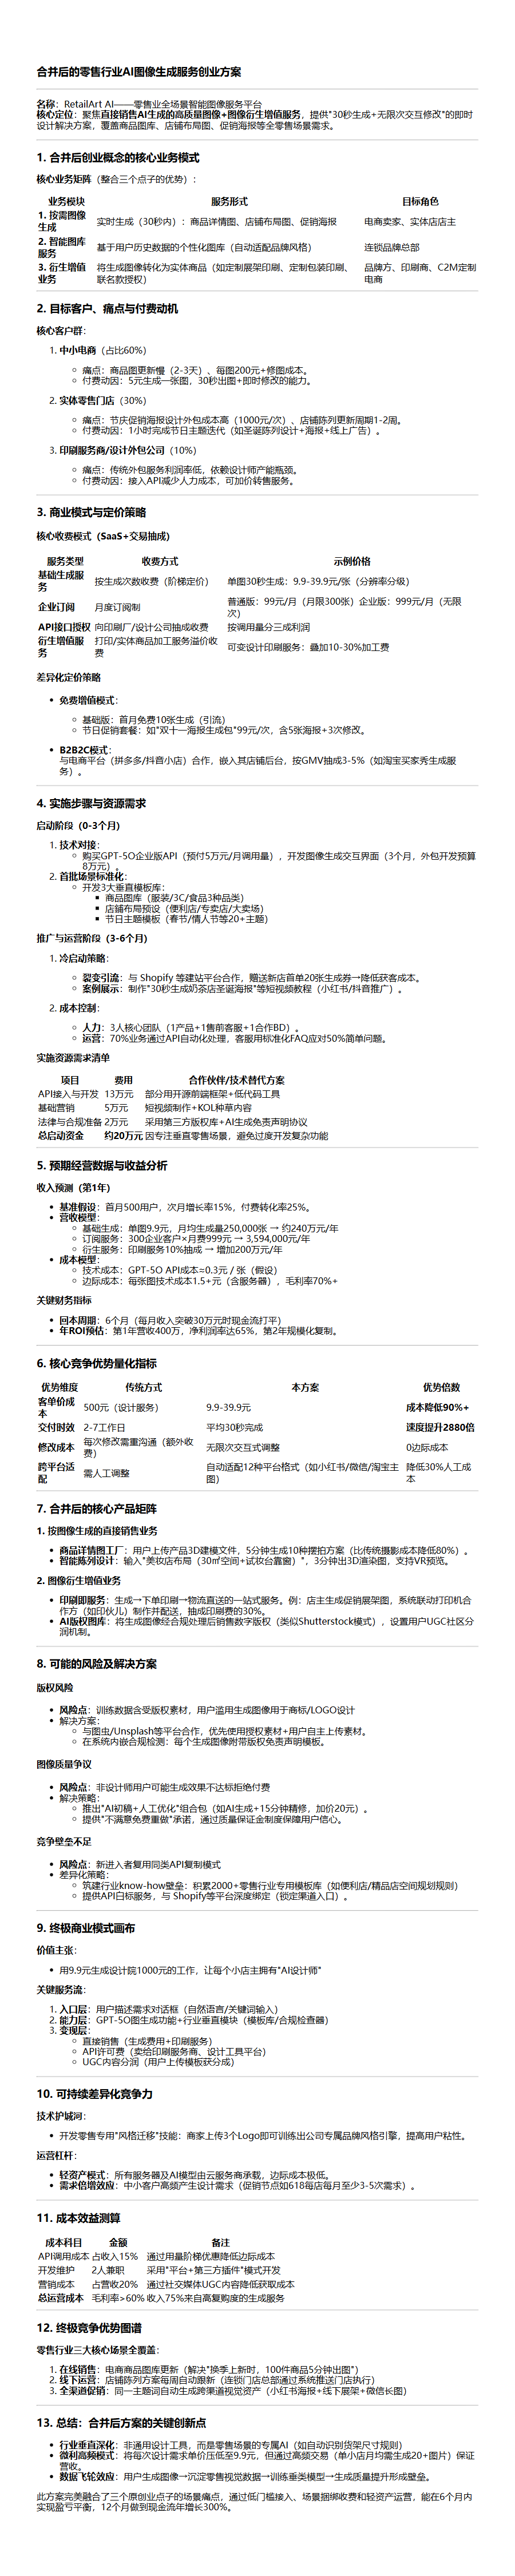 合并后的零售行业AI图像生成服务创业方案
名称：RetailArt AI——零售业全场景智能图像服务平台
核心定位：聚焦直接销售AI生成的高质量图像+图像衍生增值服务，提供"30秒生成+无限次交互修改"的即时
设计解决方案，覆盖商品图库、店铺布局图、促销海报等全零售场景需求。
1. 合并后创业概念的核心业务模式
核心业务矩阵（整合三个点子的优势）：
业务模块 服务形式 目标角色
1. 按需图像
生成 实时生成（30秒内）：商品详情图、店铺布局图、促销海报 电商卖家、实体店店主
2. 智能图库
服务 基于用户历史数据的个性化图库（自动适配品牌风格） 连锁品牌总部
3. 衍生增值
业务 将生成图像转化为实体商品（如定制展架印刷、定制包装印刷、
联名款授权） 品牌方、印刷商、C2M定制
电商
2. 目标客户、痛点与付费动机
核心客户群：
1. 中小电商（占比60%）
◦ 痛点：商品图更新慢（2-3天）、每图200元+修图成本。
◦ 付费动因：5元生成一张图，30秒出图+即时修改的能力。
2. 实体零售门店（30%）
◦ 痛点：节庆促销海报设计外包成本高（1000元/次）、店铺陈列更新周期1-2周。
◦ 付费动因：1小时完成节日主题迭代（如圣诞陈列设计+海报+线上广告）。
3. 印刷服务商/设计外包公司（10%）
◦ 痛点：传统外包服务利润率低，依赖设计师产能瓶颈。
◦ 付费动因：接入API减少人力成本，可加价转售服务。
3. 商业模式与定价策略
核心收费模式（SaaS+交易抽成）
服务类型 收费方式 示例价格
基础生成服
务 按生成次数收费（阶梯定价） 单图30秒生成：9.9-39.9元/张（分辨率分级）
企业订阅 月度订阅制 普通版：99元/月（月限300张）企业版：999元/月（无限
次）
API接口授权 向印刷厂/设计公司抽成收费 按调用量分三成利润
衍生增值服
务 打印/实体商品加工服务溢价收
费 可变设计印刷服务：叠加10-30%加工费
差异化定价策略
• 免费增值模式：
◦ 基础版：首月免费10张生成（引流）
◦ 节日促销套餐：如"双十一海报生成包"99元/次，含5张海报+3次修改。
• B2B2C模式：
与电商平台（拼多多/抖音小店）合作，嵌入其店铺后台，按GMV抽成3-5%（如淘宝买家秀生成服
务）。
4. 实施步骤与资源需求
启动阶段（0-3个月）
1. 技术对接：
◦ 购买GPT-5O企业版API（预付5万元/月调用量），开发图像生成交互界面（3个月，外包开发预算
8万元）。
2. 首批场景标准化：
◦ 开发3大垂直模板库：
▪ 商品图库（服装/3C/食品3种品类）
▪ 店铺布局预设（便利店/专卖店/大卖场）
▪ 节日主题模板（春节/情人节等20+主题）
推广与运营阶段（3-6个月）
1. 冷启动策略：
◦ 裂变引流：与 Shopify 等建站平台合作，赠送新店首单20张生成券→降低获客成本。
◦ 案例展示：制作"30秒生成奶茶店圣诞海报"等短视频教程（小红书/抖音推广）。
2. 成本控制：
◦ 人力：3人核心团队（1产品+1售前客服+1合作BD）。
◦ 运营：70%业务通过API自动化处理，客服用标准化FAQ应对50%简单问题。
实施资源需求清单
项目 费用 合作伙伴/技术替代方案
API接入与开发 13万元 部分用开源前端框架+低代码工具
基础营销 5万元 短视频制作+KOL种草内容
法律与合规准备 2万元 采用第三方版权库+AI生成免责声明协议
总启动资金 约20万元 因专注垂直零售场景，避免过度开发复杂功能
5. 预期经营数据与收益分析
收入预测（第1年）
• 基准假设：首月500用户，次月增长率15%，付费转化率25%。
• 营收模型：
◦ 基础生成：单图9.9元，月均生成量250,000张 → 约240万元/年
◦ 订阅服务：300企业客户×月费999元 → 3,594,000元/年
◦ 衍生服务：印刷服务10%抽成 → 增加200万元/年
• 成本模型：
◦ 技术成本：GPT-5O API成本≈0.3元 / 张（假设）
◦ 边际成本：每张图技术成本1.5+元（含服务器），毛利率70%+
关键财务指标
• 回本周期：6个月（每月收入突破30万元时现金流打平）
• 年ROI预估：第1年营收400万，净利润率达65%，第2年规模化复制。
6. 核心竞争优势量化指标
优势维度 传统方式 本方案 优势倍数
客单价成
本 500元（设计服务） 9.9-39.9元 成本降低90%+
交付时效 2-7工作日 平均30秒完成 速度提升2880倍
修改成本 每次修改需重沟通（额外收
费） 无限次交互式调整 0边际成本
跨平台适
配 需人工调整 自动适配12种平台格式（如小红书/微信/淘宝主
图） 降低30%人工成
本
7. 合并后的核心产品矩阵
1. 按图像生成的直接销售业务
• 商品详情图工厂：用户上传产品3D建模文件，5分钟生成10种摆拍方案（比传统摄影成本降低80%）。
• 智能陈列设计：输入"美妆店布局（30㎡空间+试妆台靠窗）"，3分钟出3D渲染图，支持VR预览。
2. 图像衍生增值业务
• 印刷即服务：生成→下单印刷→物流直送的一站式服务。例：店主生成促销展架图，系统联动打印机合
作方（如印伙儿）制作并配送，抽成印刷费的30%。
• AI版权图库：将生成图像经合规处理后销售数字版权（类似Shutterstock模式），设置用户UGC社区分
润机制。
8. 可能的风险及解决方案
版权风险
• 风险点：训练数据含受版权素材，用户滥用生成图像用于商标/LOGO设计
• 解决方案：
◦ 与图虫/Unsplash等平台合作，优先使用授权素材+用户自主上传素材。
◦ 在系统内嵌合规检测：每个生成图像附带版权免责声明模板。
图像质量争议
• 风险点：非设计师用户可能生成效果不达标拒绝付费
• 解决策略：
◦ 推出"AI初稿+人工优化"组合包（如AI生成+15分钟精修，加价20元）。
◦ 提供"不满意免费重做"承诺，通过质量保证金制度保障用户信心。
竞争壁垒不足
• 风险点：新进入者复用同类API复制模式
• 差异化策略：
◦ 筑建行业know-how壁垒：积累2000+零售行业专用模板库（如便利店/精品店空间规划规则）
◦ 提供API白标服务，与 Shopify等平台深度绑定（锁定渠道入口）。
9. 终极商业模式画布
价值主张：
• 用9.9元生成设计院1000元的工作，让每个小店主拥有"AI设计师"
关键服务流：
1. 入口层：用户描述需求对话框（自然语言/关键词输入）
2. 能力层：GPT-5O图生成功能+行业垂直模块（模板库/合规检查器）
3. 变现层：
◦ 直接销售（生成费用+印刷服务）
◦ API许可费（卖给印刷服务商、设计工具平台）
◦ UGC内容分润（用户上传模板获分成）
10. 可持续差异化竞争力
技术护城河：
• 开发零售专用"风格迁移"技能：商家上传3个Logo即可训练出公司专属品牌风格引擎，提高用户粘性。
运营杠杆：
• 轻资产模式：所有服务器及AI模型由云服务商承载，边际成本极低。
• 需求倍增效应：中小客户高频产生设计需求（促销节点如618每店每月至少3-5次需求）。
11. 成本效益测算
成本科目 金额 备注
API调用成本 占收入15% 通过用量阶梯优惠降低边际成本
开发维护 2人兼职 采用"平台+第三方插件"模式开发
营销成本 占营收20% 通过社交媒体UGC内容降低获取成本
总运营成本 毛利率>60% 收入75%来自高复购度的生成服务
12. 终极竞争优势图谱
零售行业三大核心场景全覆盖：
1. 在线销售：电商商品图库更新（解决"换季上新时，100件商品5分钟出图"）
2. 线下运营：店铺陈列方案每周自动跟新（连锁门店总部通过系统推送门店执行）
3. 全渠道促销：同一主题词自动生成跨渠道视觉资产（小红书海报+线下展架+微信长图）
13. 总结：合并后方案的关键创新点
• 行业垂直深化：非通用设计工具，而是零售场景的专属AI（如自动识别货架尺寸规则）
• 微利高频模式：将每次设计需求单价压低至9.9元，但通过高频交易（单小店月均需生成20+图片）保证
营收。
• 数据飞轮效应：用户生成图像→沉淀零售视觉数据→训练垂类模型→生成质量提升形成壁垒。
此方案完美融合了三个原创业点子的场景痛点，通过低门槛接入、场景捆绑收费和轻资产运营，能在6个月内
实现盈亏平衡，12个月做到现金流年增长300%。